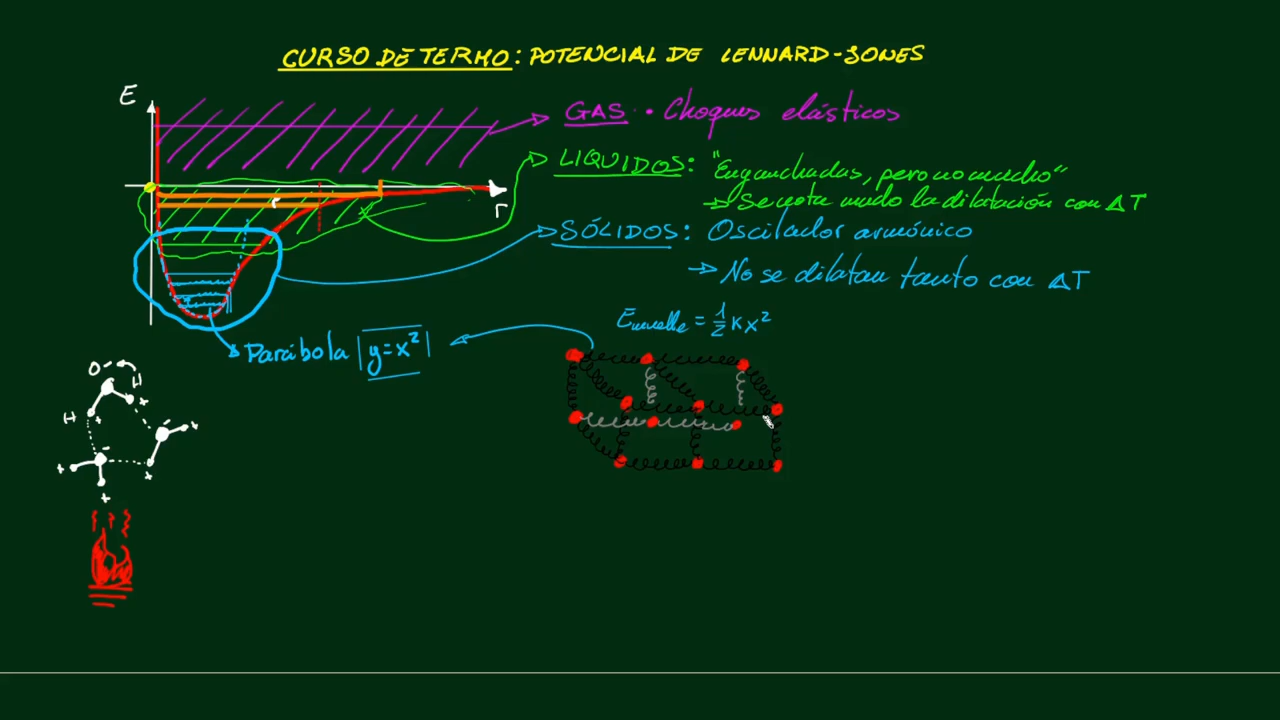 CURSO DE TERMO: POTENCIAL DE LENNARD-JONES
E
GAS • Choques elásticos
LIQUIDOS: "Enganchadas, pero no mucho"
→ Se nota mucho la dilatación con ΔT
r
r
SÓLIDOS: Oscilador armónico
→ No se dilatan tanto con ΔT
Emuelle = 1/2 Kx²
Parábola |y=x²|
O -
H
+
H +
- +
- +
+
+